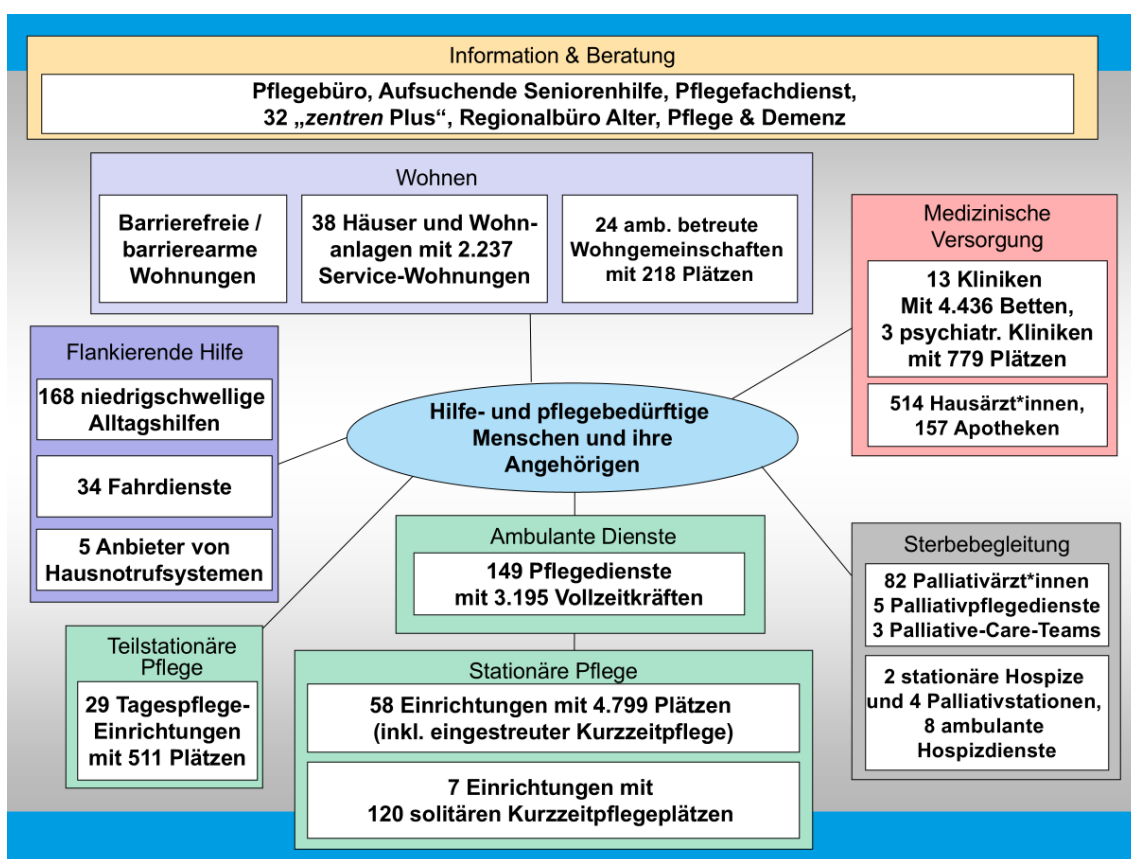 Information & Beratung
Pflegebüro, Aufsuchende Seniorenhilfe, Pflegefachdienst,
32 „zentren Plus“, Regionalbüro Alter, Pflege & Demenz
Wohnen
Barrierefreie /
barrierearme
Wohnungen
38 Häuser und Wohn-
anlagen mit 2.237
Service-Wohnungen
24 amb. betreute
Wohngemeinschaften
mit 218 Plätzen
Medizinische
Versorgung
13 Kliniken
Mit 4.436 Betten,
3 psychiatr. Kliniken
mit 779 Plätzen
514 Hausärzt*innen,
157 Apotheken
Flankierende Hilfe
168 niedrigschwellige
Alltagshilfen
34 Fahrdienste
5 Anbieter von
Hausnotrufsystemen
Hilfe- und pflegebedürftige
Menschen und ihre
Angehörigen
Ambulante Dienste
149 Pflegedienste
mit 3.195 Vollzeitkräften
Sterbebegleitung
82 Palliativärzt*innen
5 Palliativpflegedienste
3 Palliative-Care-Teams
2 stationäre Hospize
und 4 Palliativstationen,
8 ambulante
Hospizdienste
Teilstationäre
Pflege
29 Tagespflege-
Einrichtungen
mit 511 Plätzen
Stationäre Pflege
58 Einrichtungen mit 4.799 Plätzen
(inkl. eingestreuter Kurzzeitpflege)
7 Einrichtungen mit
120 solitären Kurzzeitpflegeplätzen